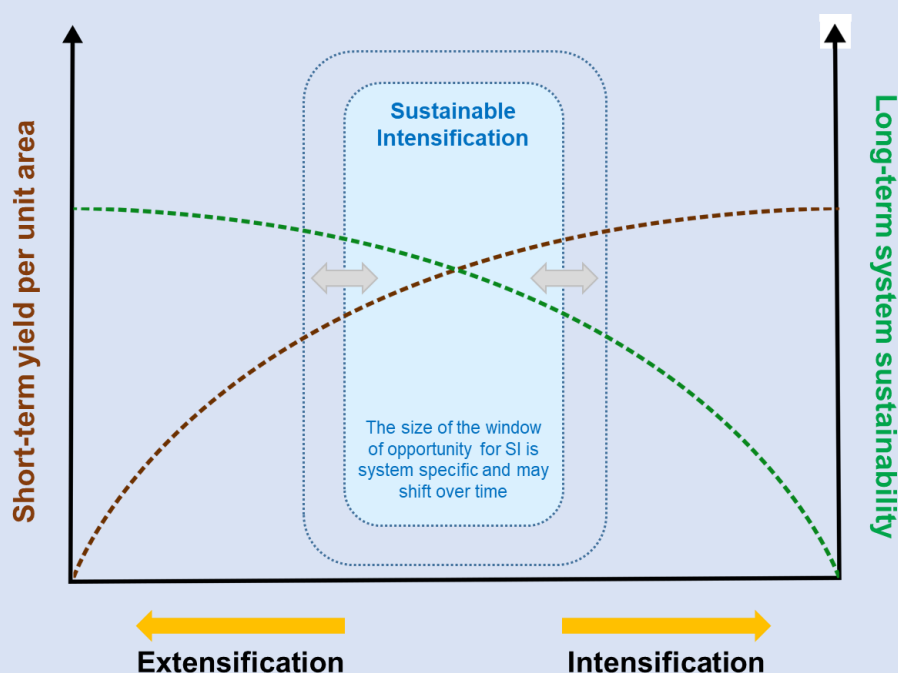 Short-term yield per unit area
Sustainable
Intensification
The size of the window
of opportunity for SI is
system specific and may
shift over time
Long-term system sustainability
Extensification
Intensification